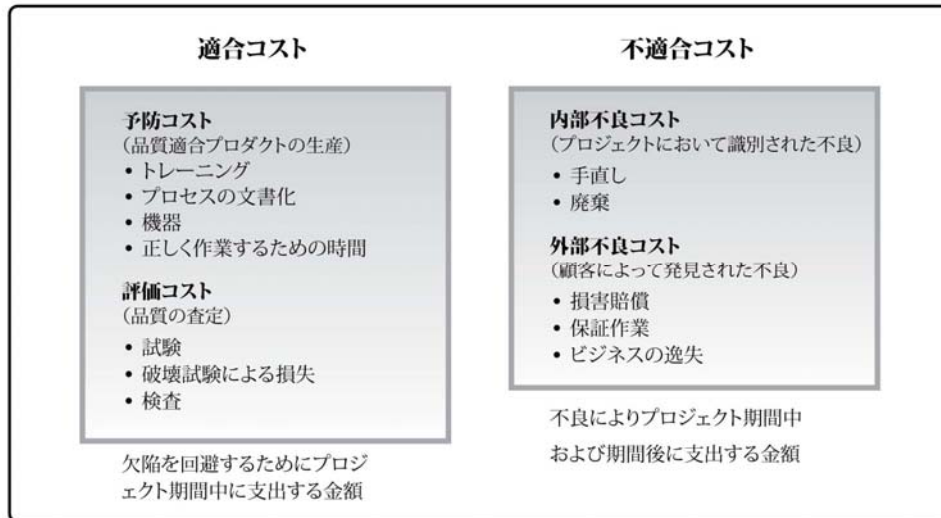 適合コスト
予防コスト
（品質適合プロダクトの生産）
• トレーニング
• プロセスの文書化
• 機器
• 正しく作業するための時間
評価コスト
（品質の査定）
• 試験
• 破壊試験による損失
• 検査
欠陥を回避するためにプロジ
ェクト期間中に支出する金額
不適合コスト
内部不良コスト
（プロジェクトにおいて識別された不良）
• 手直し
• 廃棄
外部不良コスト
（顧客によって発見された不良）
• 損害賠償
• 保証作業
• ビジネスの逸失
不良によりプロジェクト期間中
および期間後に支出する金額